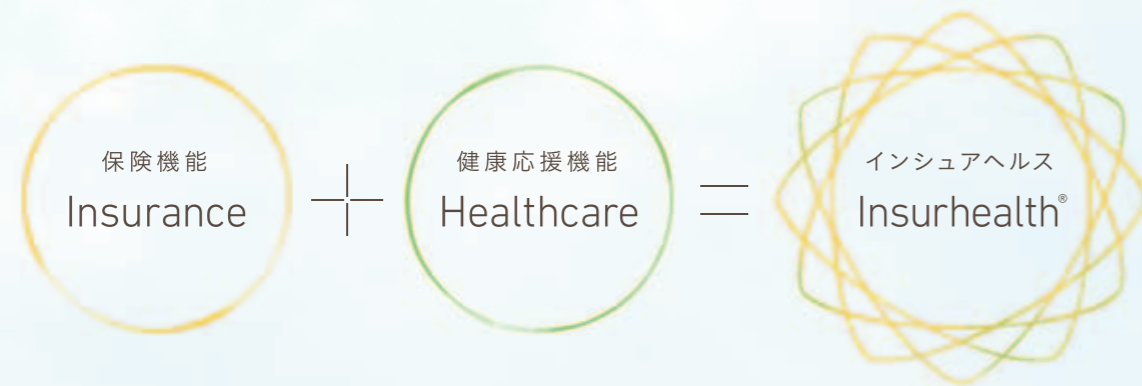 保険機能
Insurance
健康応援機能
Healthcare
インシュアヘルス
Insurhealth®